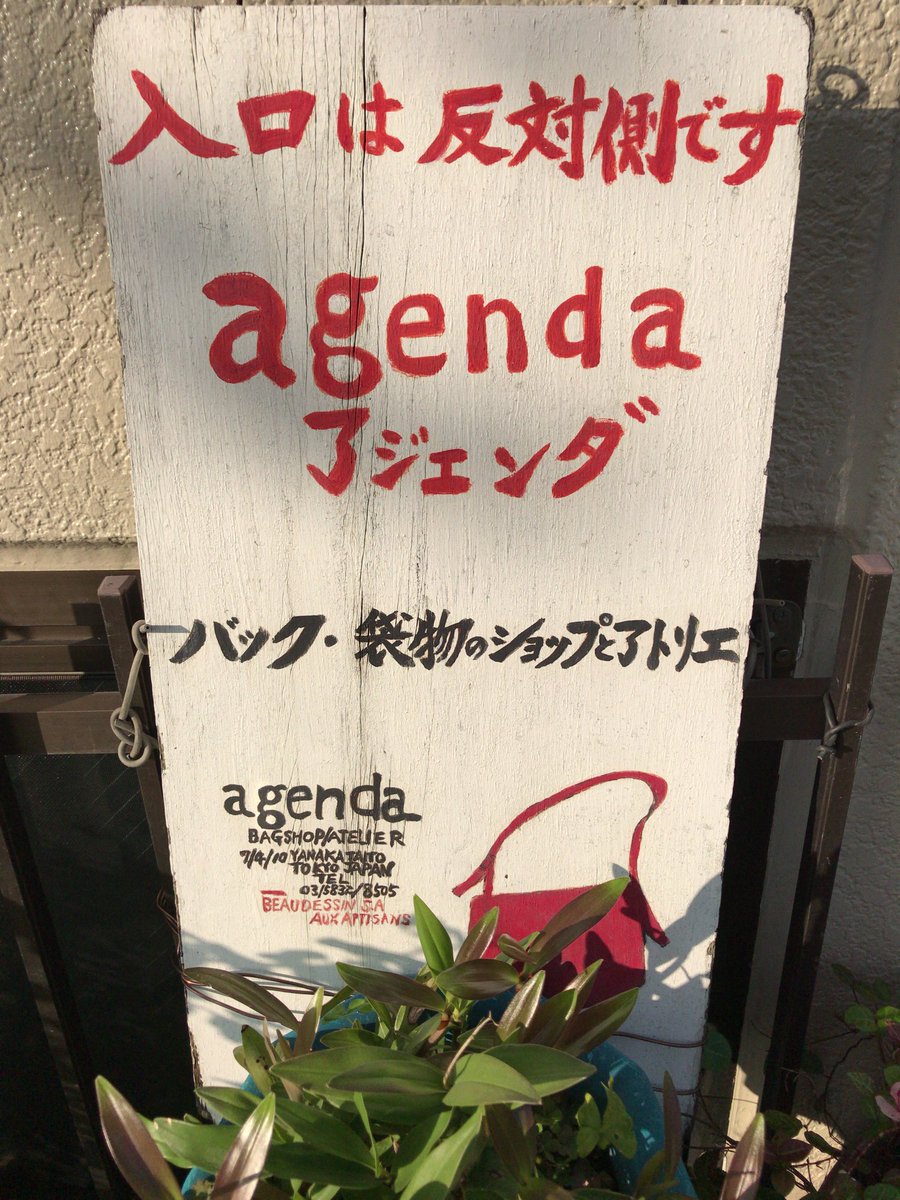 入口は反対側です
agenda
アジェンダ
バック・袋物のショップとアトリエ
agenda
BAGSHOP/ATELIER
7/4/10 YANAKA TAITO
TOKYO JAPAN
TEL
03/5832/8505
BEAU DESSIN S.A
AUX ARTISANS